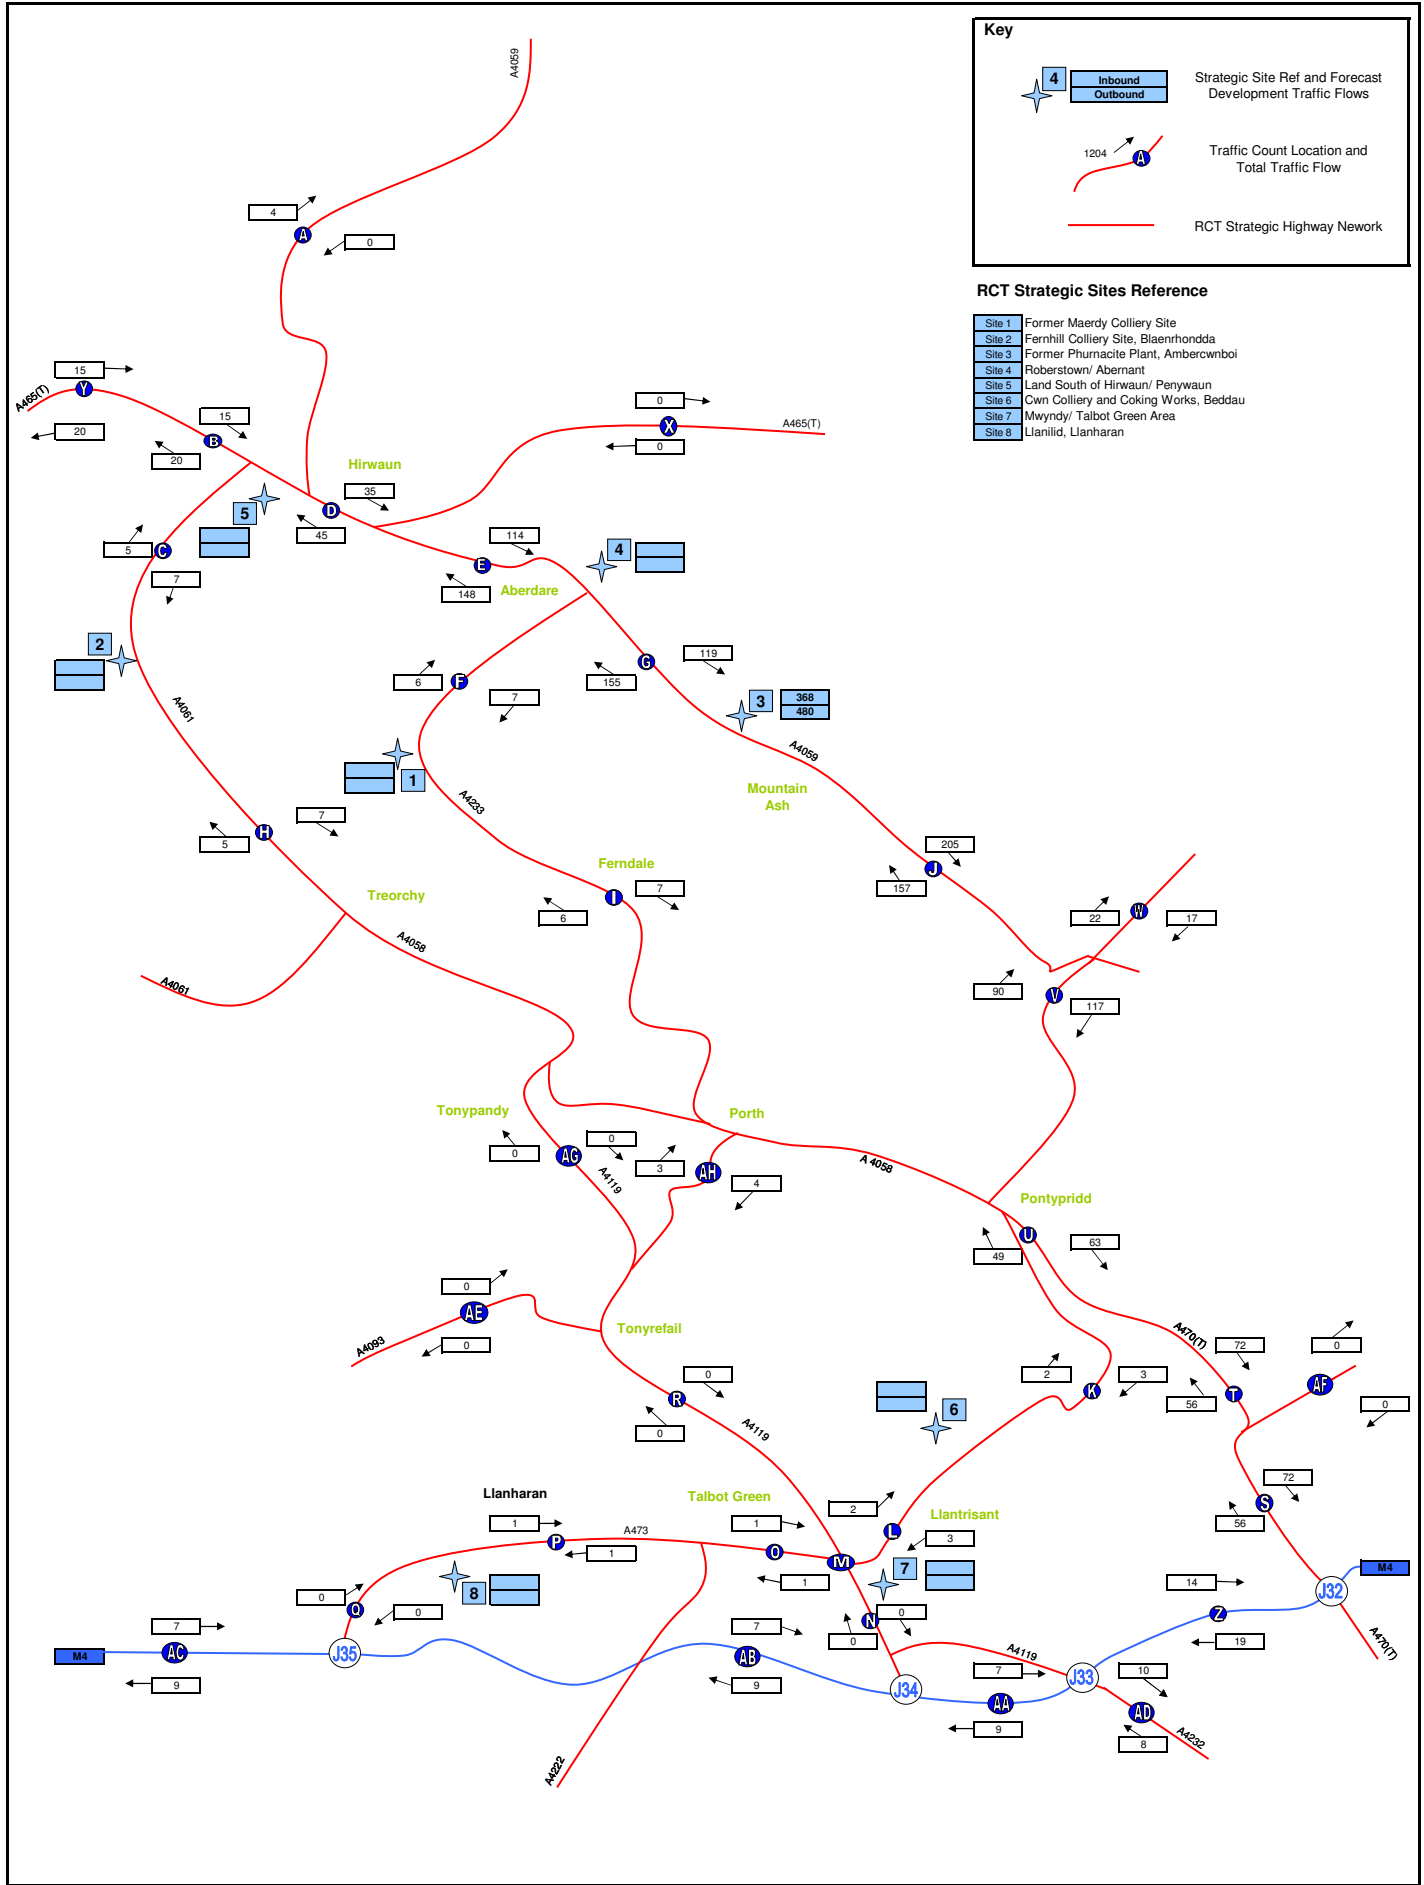 Key
4
Inbound
Outbound
Strategic Site Ref and Forecast
Development Traffic Flows
1204
A
Traffic Count Location and
Total Traffic Flow
RCT Strategic Highway Nework
RCT Strategic Sites Reference
Site 1 Former Maerdy Colliery Site
Site 2 Fernhill Colliery Site, Blaenrhondda
Site 3 Former Phurnacite Plant, Ambercwnboi
Site 4 Roberstown/ Abernant
Site 5 Land South of Hirwaun/ Penywaun
Site 6 Cwn Colliery and Coking Works, Beddau
Site 7 Mwyndy/ Talbot Green Area
Site 8 Llanilid, Llanharan
A4059
4
A
0
15
Y
A465(T)
20
15
B
20
0
X
A465(T)
0
Hirwaun
35
D
45
5
5
C
7
114
E
148
Aberdare
4
2
6
F
7
119
G
155
3
368
480
A4061
A4059
1
A4233
Mountain
Ash
7
H
5
205
J
157
Ferndale
7
I
6
Treorchy
22
W
17
A4058
A4061
90
V
117
Tonypandy
Porth
0
AG
0
A4119
3
AH
4
A 4058
Pontypridd
U
49
63
0
AE
0
A4093
Tonyrefail
A470(T)
72
T
56
0
AF
0
0
R
0
A4119
2
K
3
6
72
S
56
Llanharan
Talbot Green
Llantrisant
1
P
A473
1
1
O
1
M
2
L
3
7
8
0
Q
0
N
0
0
14
Z
19
J32
M4
A470(T)
7
AC
M4
9
J35
7
AB
9
J34
A4119
7
AA
9
J33
10
AD
8
A4232
A4222